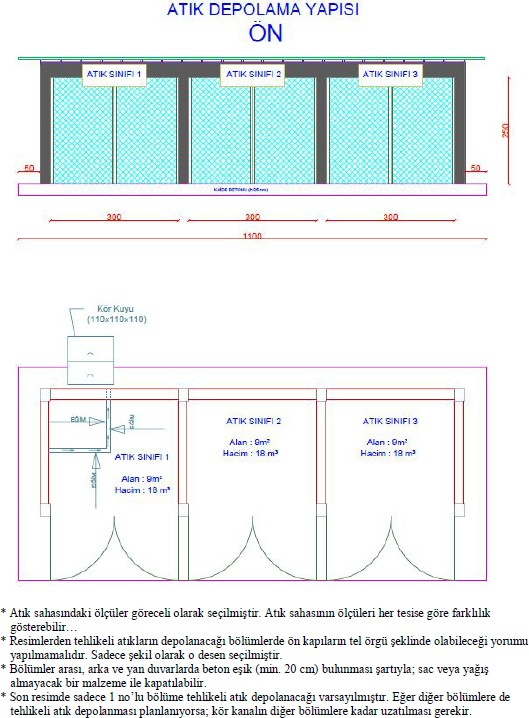 ATIK DEPOLAMA YAPISI
ÖN
ATIK SINIFI 1
ATIK SINIFI 2
ATIK SINIFI 3
250
50
50
300
300
300
1100
Kör Kuyu
(110x110x110)
EĞİM
EĞİM
EĞİM
ATIK SINIFI 1
Alan : 9m²
Hacim : 18 m³
ATIK SINIFI 2
Alan : 9m²
Hacim : 18 m³
ATIK SINIFI 3
Alan : 9m²
Hacim : 18 m³
* Atık sahasındaki ölçüler göreceli olarak seçilmiştir. Atık sahasının ölçüleri her tesise göre farklılık
gösterebilir…
* Resimlerden tehlikeli atıkların depolanacağı bölümlerde ön kapıların tel örgü şeklinde olabileceği yorumu
yapılmamalıdır. Sadece şekil olarak o desen seçilmiştir.
* Bölümler arası, arka ve yan duvarlarda beton eşik (min. 20 cm) bulunması şartıyla; sac veya yağış
almayacak bir malzeme ile kapatılabilir.
* Son resimde sadece 1 no’lu bölüme tehlikeli atık depolanacağı varsayılmıştır. Eğer diğer bölümlere de
tehlikeli atık depolanması planlanıyorsa; kör kanalın diğer bölümlere kadar uzatılması gerekir.